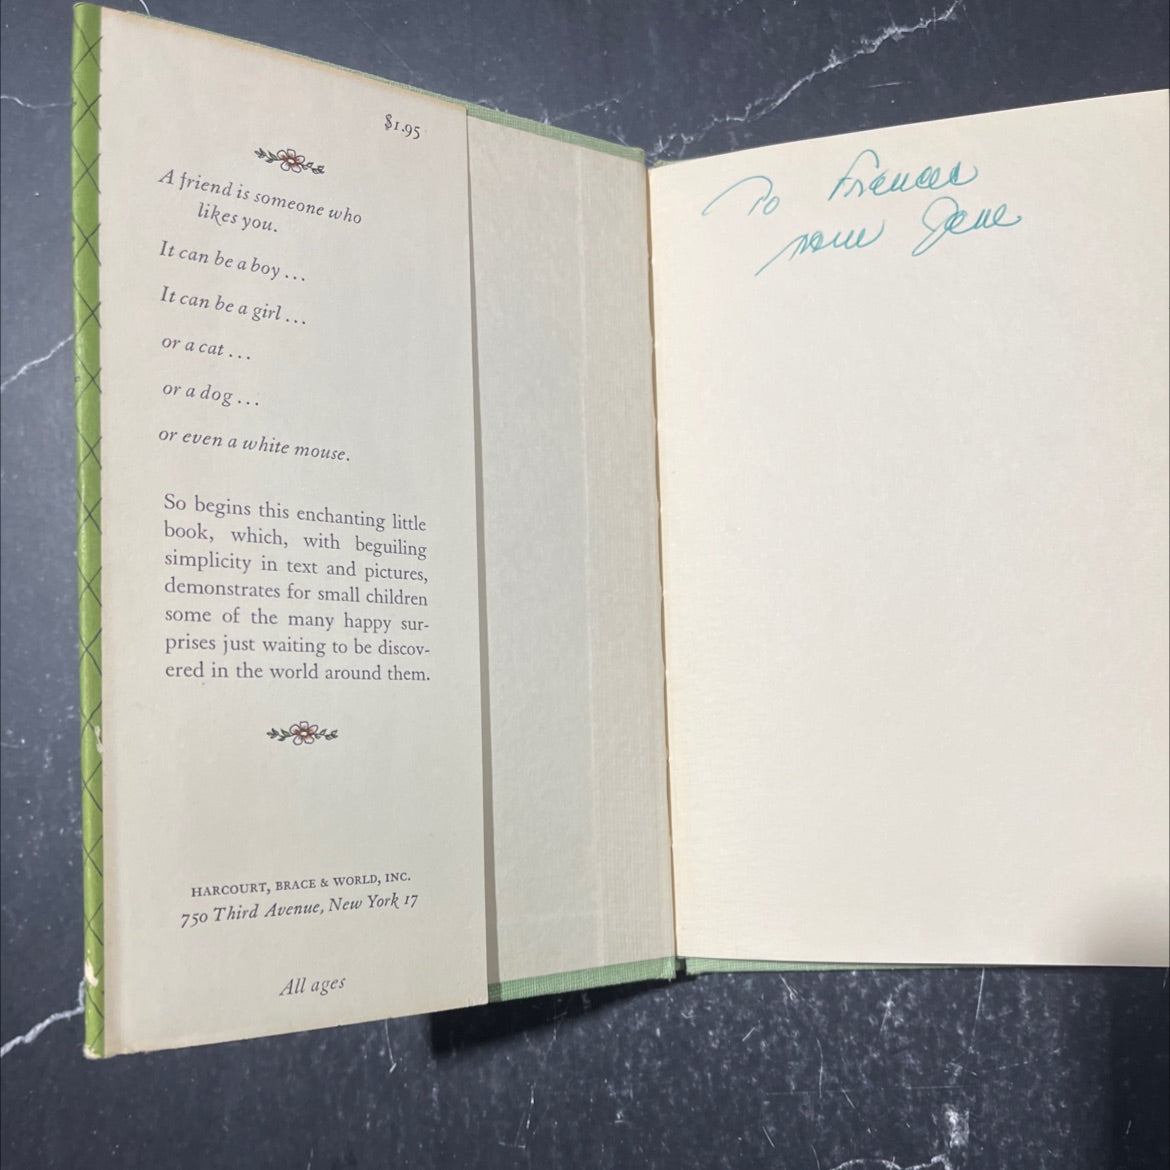 $1.95
A friend is someone who
likes you.
It can be a boy . . .
It can be a girl . . .
or a cat . . .
or a dog . . .
or even a white mouse.
So begins this enchanting little
book, which, with beguiling
simplicity in text and pictures,
demonstrates for small children
some of the many happy sur-
prises just waiting to be discov-
ered in the world around them.
HARCOURT, BRACE & WORLD, INC.
750 Third Avenue, New York 17
All ages
To Frances